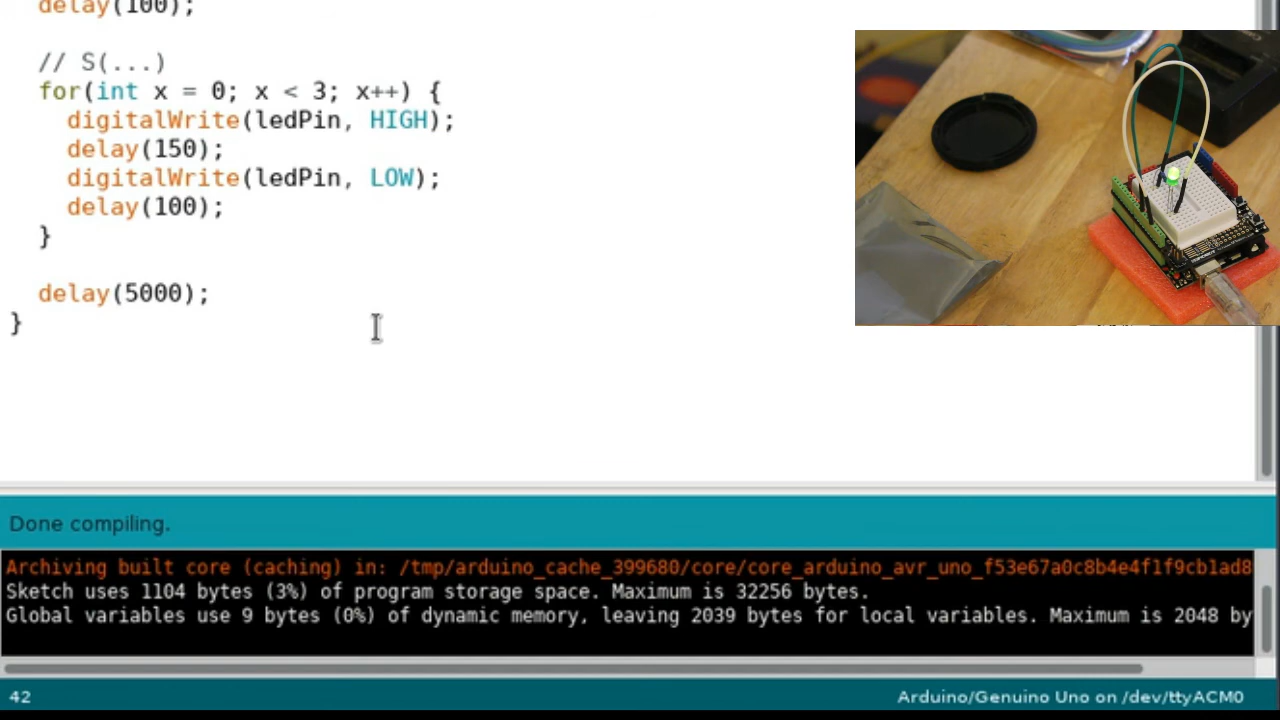 delay(100);
// S(...)
for(int x = 0; x < 3; x++) {
digitalWrite(ledPin, HIGH);
delay(150);
digitalWrite(ledPin, LOW);
delay(100);
}
delay(5000);
}
Done compiling.
Archiving built core (caching) in: /tmp/arduino_cache_399680/core/core_arduino_avr_uno_f53e67a0c8b4e4f1f9cb1ad8
Sketch uses 1104 bytes (3%) of program storage space. Maximum is 32256 bytes.
Global variables use 9 bytes (0%) of dynamic memory, leaving 2039 bytes for local variables. Maximum is 2048 by
42
Arduino/Genuino Uno on /dev/ttyACM0